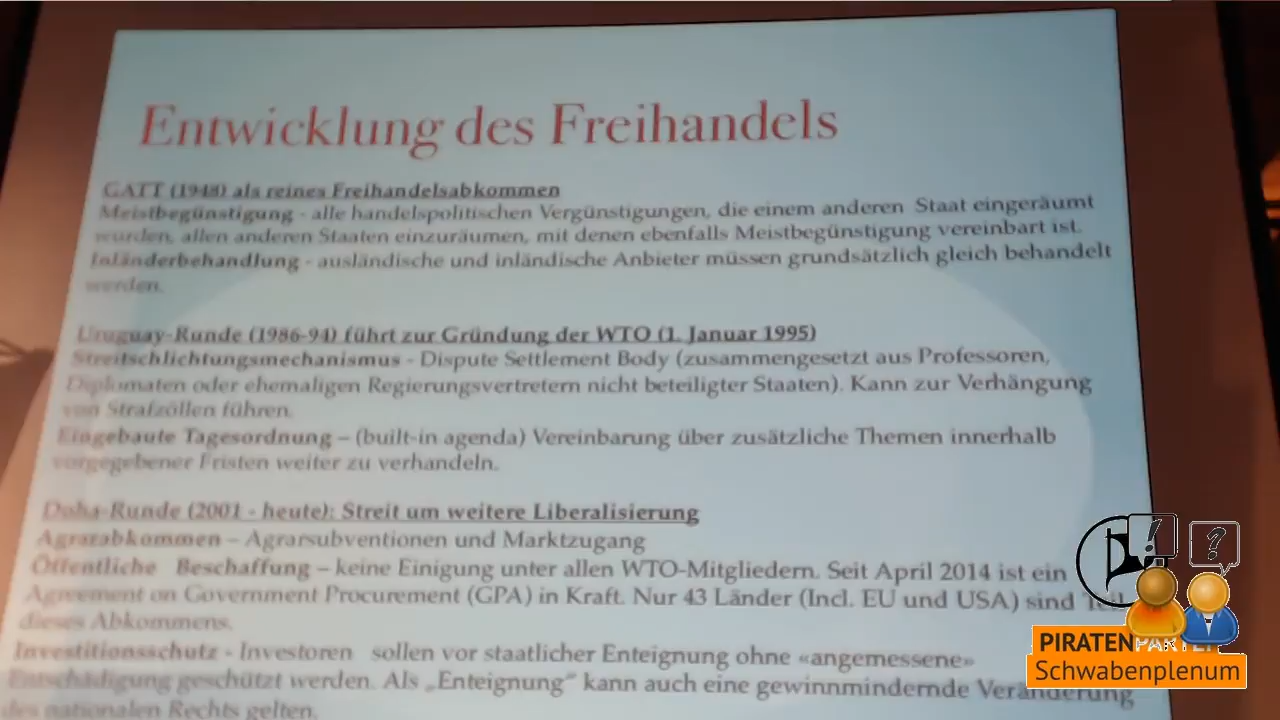 Entwicklung des Freihandels
GATT (1948) als reines Freihandelsabkommen
Meistbegünstigung - alle handelspolitischen Vergünstigungen, die einem anderen Staat eingeräumt
wurden, allen anderen Staaten einzuräumen, mit denen ebenfalls Meistbegünstigung vereinbart ist.
Inländerbehandlung - ausländische und inländische Anbieter müssen grundsätzlich gleich behandelt
werden.
Uruguay-Runde (1986-94) führt zur Gründung der WTO (1. Januar 1995)
Streitschlichtungsmechanismus - Dispute Settlement Body (zusammengesetzt aus Professoren,
Diplomaten oder ehemaligen Regierungsvertretern nicht beteiligter Staaten). Kann zur Verhängung
von Strafzöllen führen.
Eingebaute Tagesordnung – (built-in agenda) Vereinbarung über zusätzliche Themen innerhalb
vorgegebener Fristen weiter zu verhandeln.
Doha-Runde (2001 - heute): Streit um weitere Liberalisierung
Agrarabkommen – Agrarsubventionen und Marktzugang
Öffentliche Beschaffung – keine Einigung unter allen WTO-Mitgliedern. Seit April 2014 ist ein
Agreement on Government Procurement (GPA) in Kraft. Nur 43 Länder (Incl. EU und USA) sind Teil
dieses Abkommens.
Investitionsschutz - Investoren sollen vor staatlicher Enteignung ohne «angemessene»
Entschädigung geschützt werden. Als „Enteignung“ kann auch eine gewinnmindernde Veränderung
des nationalen Rechts gelten.
! ?
PIRATENPARTEI
Schwabenplenum